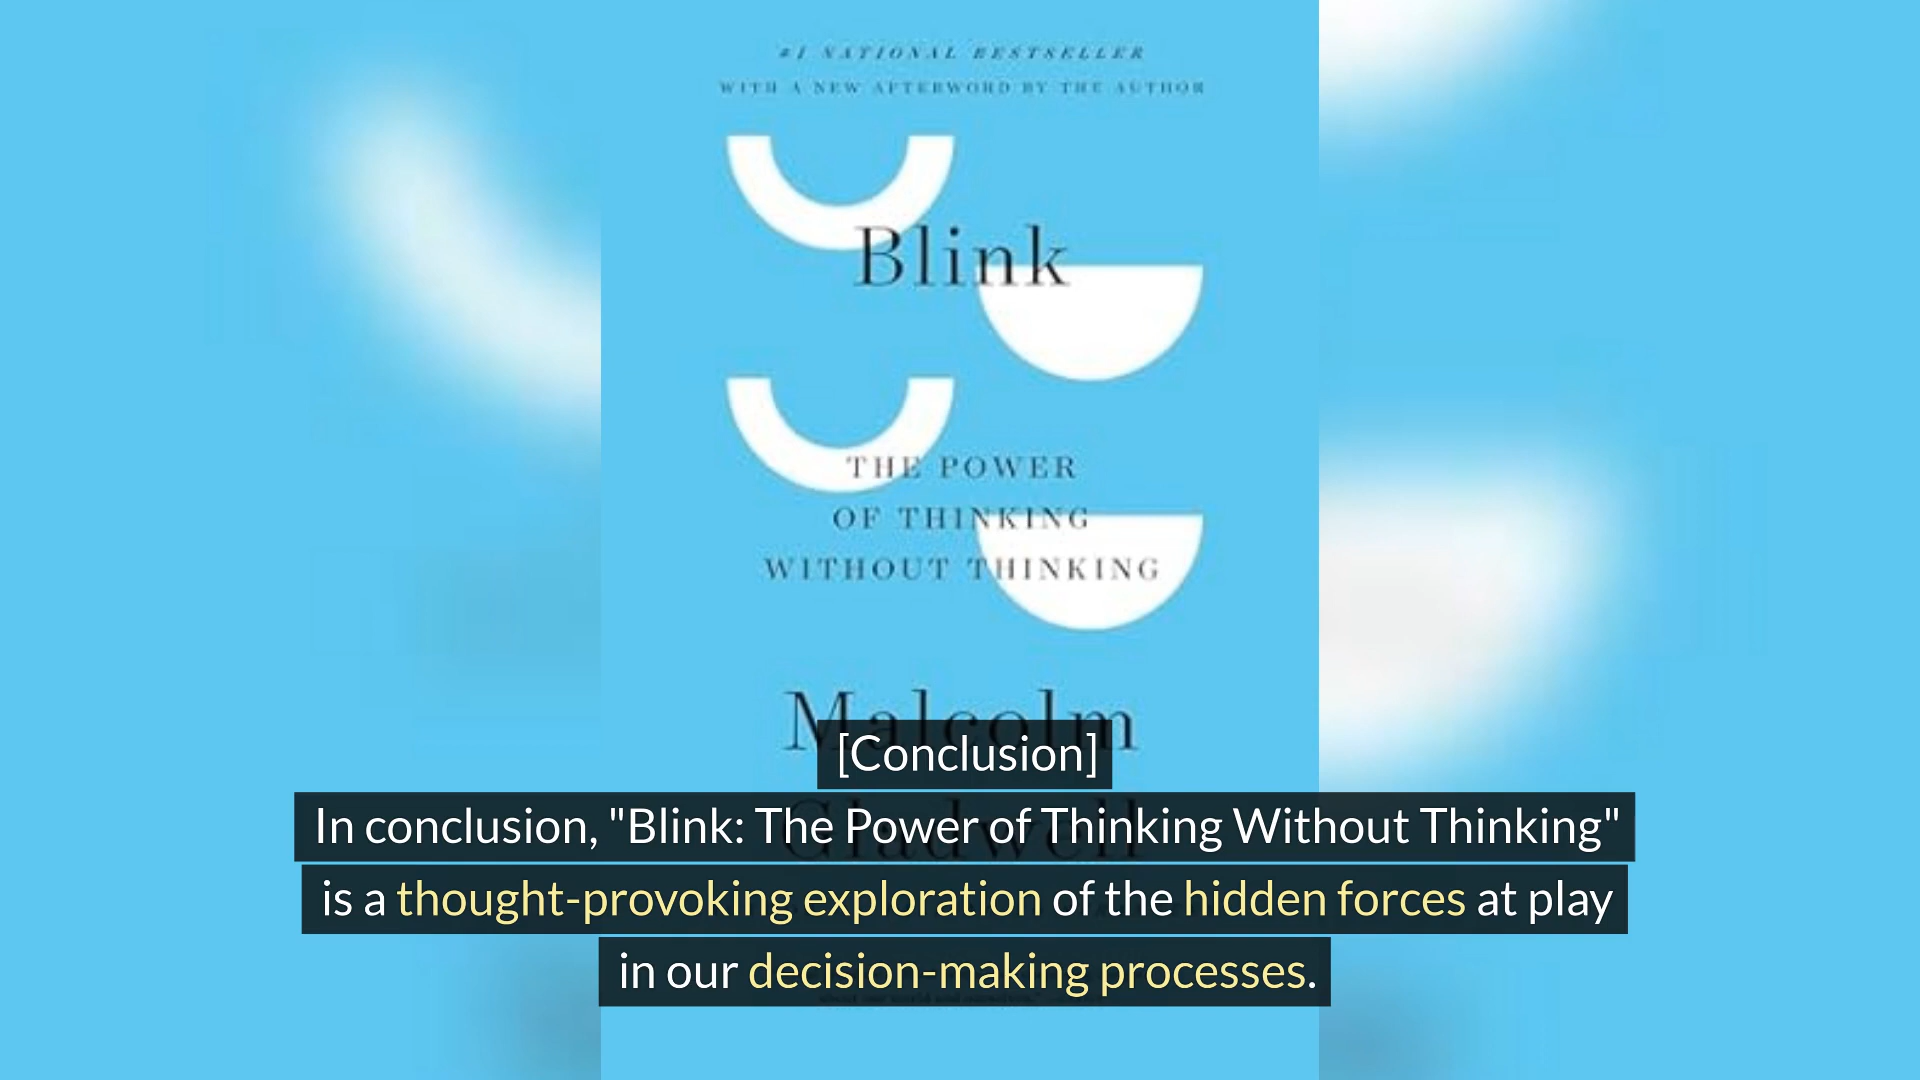 #1 NATIONAL BESTSELLER
WITH A NEW AFTERWORD BY THE AUTHOR
Blink
THE POWER
OF THINKING
WITHOUT THINKING
Malcolm
Gladwell
[Conclusion]
In conclusion, "Blink: The Power of Thinking Without Thinking"
is a thought-provoking exploration of the hidden forces at play
in our decision-making processes.